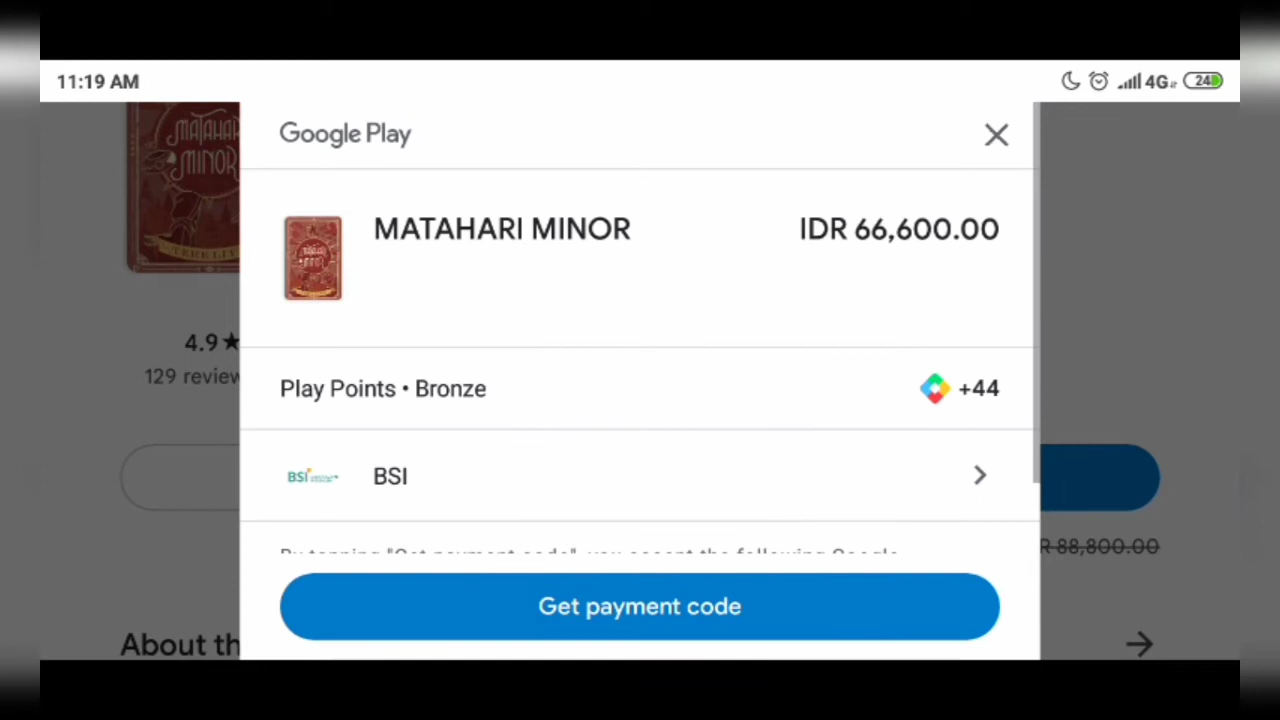 11:19 AM
4G
24
Google Play
MATAHARI MINOR
MATAHARI MINOR
IDR 66,600.00
4.9★
129 review
Play Points • Bronze
+44
BSI
BSI
By tapping "Get payment code", you accept the following Google
88,800.00
Get payment code
About th